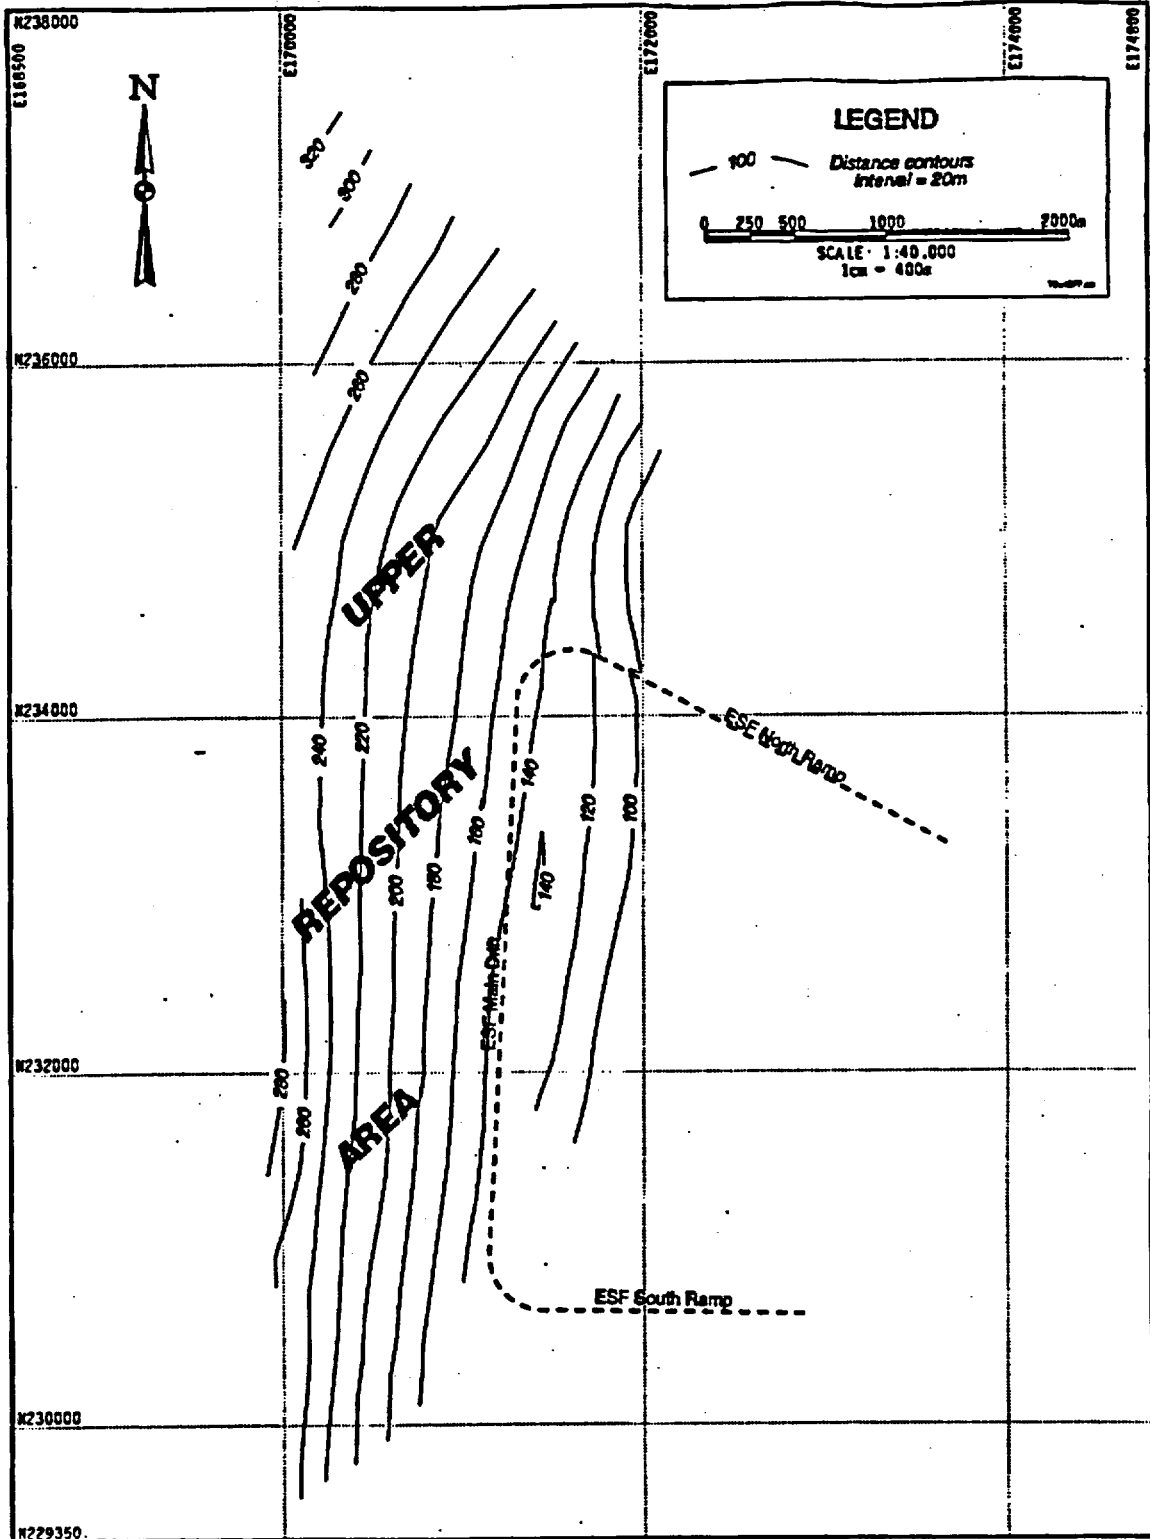 N238000
E168500
E170000
E172000
E174000
E174800
N
LEGEND
100
Distance contours
Interval = 20m
0 250 500 1000 2000m
SCALE: 1:40,000
1cm = 400m
320
300
280
N236000
260
UPPER
N234000
240
220
140
ESF North Ramp
REPOSITORY
120
100
160
180
200
140
ESF Main Drift
N232000
280
260
AREA
ESF South Ramp
N230000
N229350.